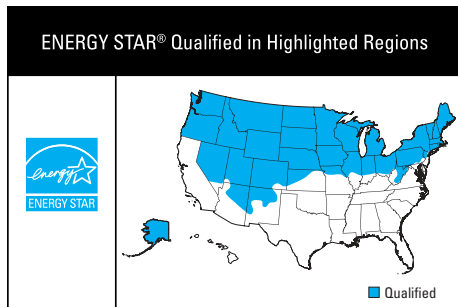 ENERGY STAR® Qualified in Highlighted Regions
energy
ENERGY STAR
Qualified